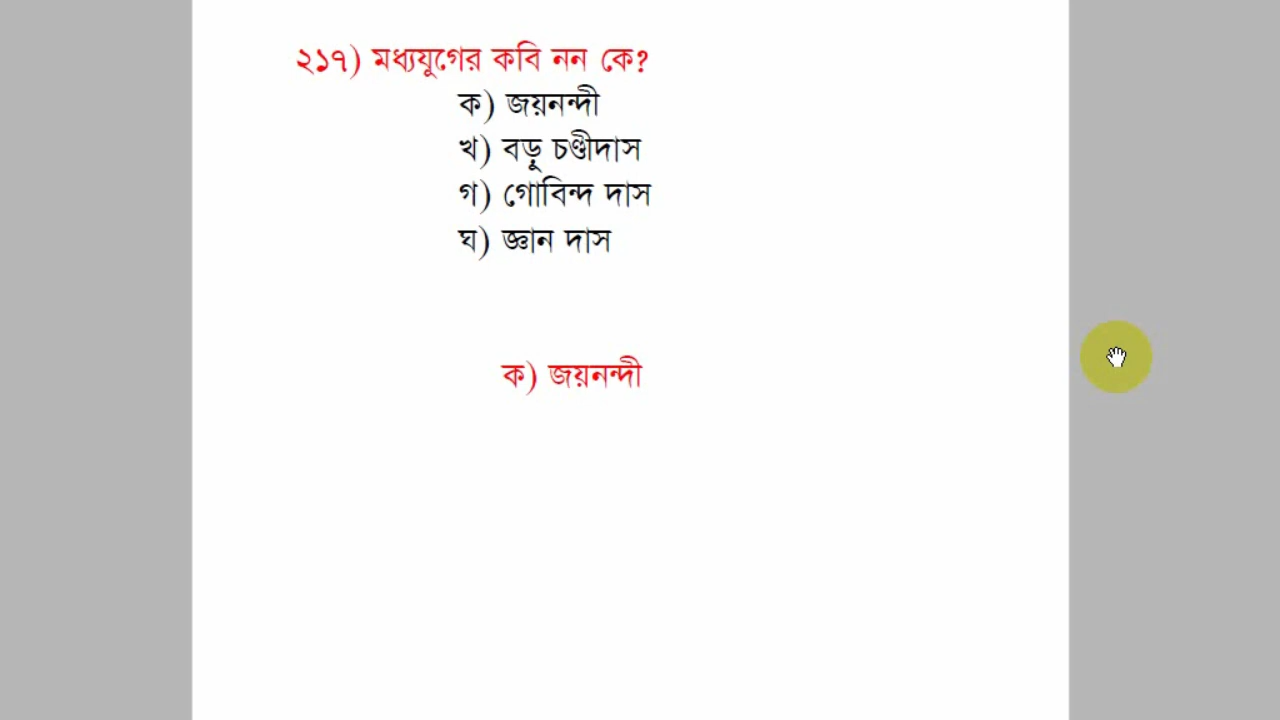 ২১৭) মধ্যযুগের কবি নন কে?
ক) জয়নন্দী
খ) বড়ু চণ্ডীদাস
গ) গোবিন্দ দাস
ঘ) জ্ঞান দাস
ক) জয়নন্দী